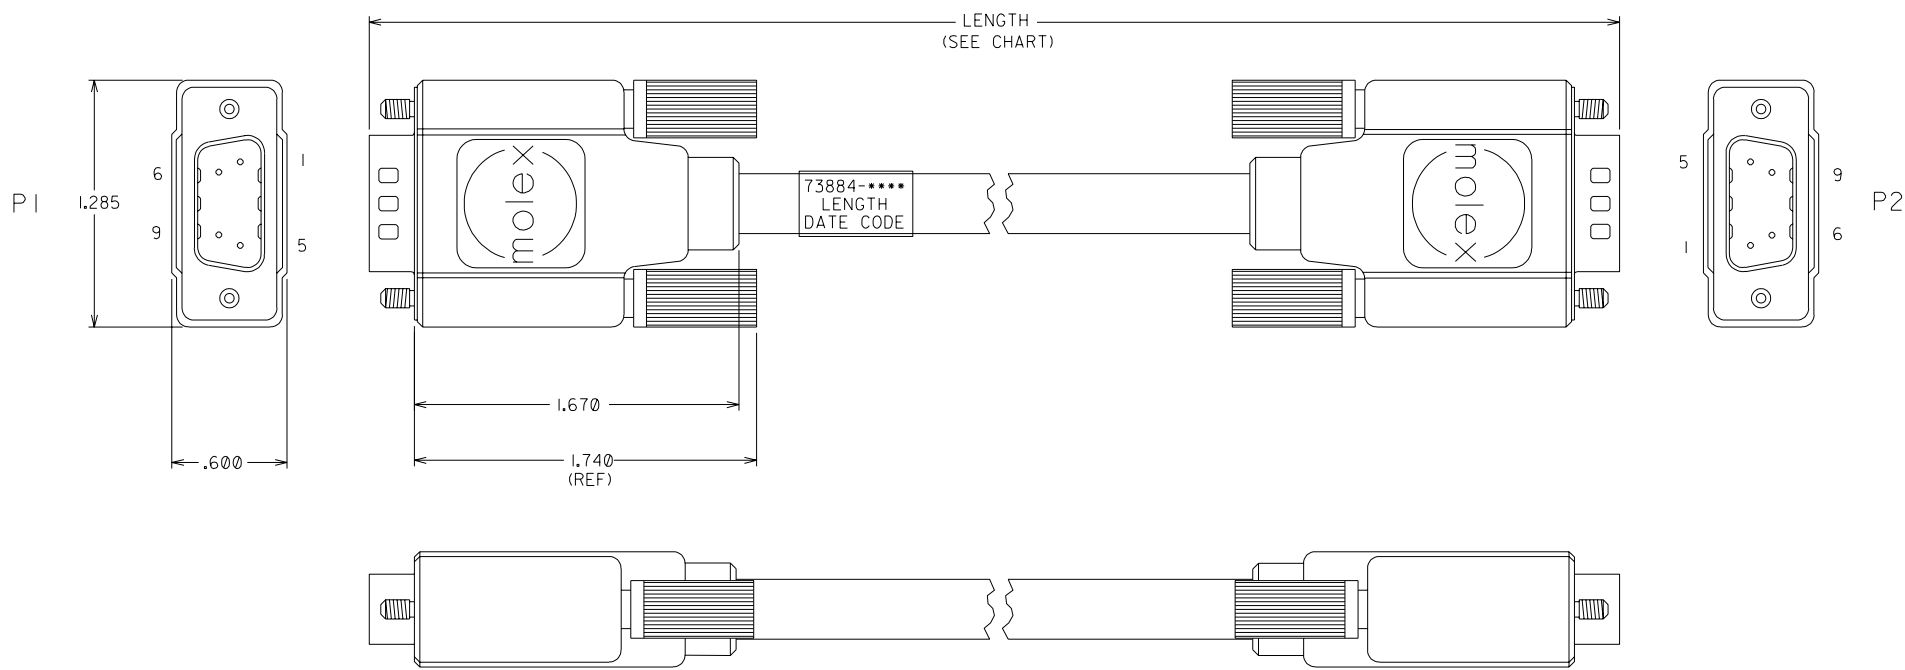 LENGTH
(SEE CHART)
P1
1.285
6
9
1
5
.600
molex
73884-****
LENGTH
DATE CODE
molex
5
1
9
6
P2
1.670
1.740
(REF)